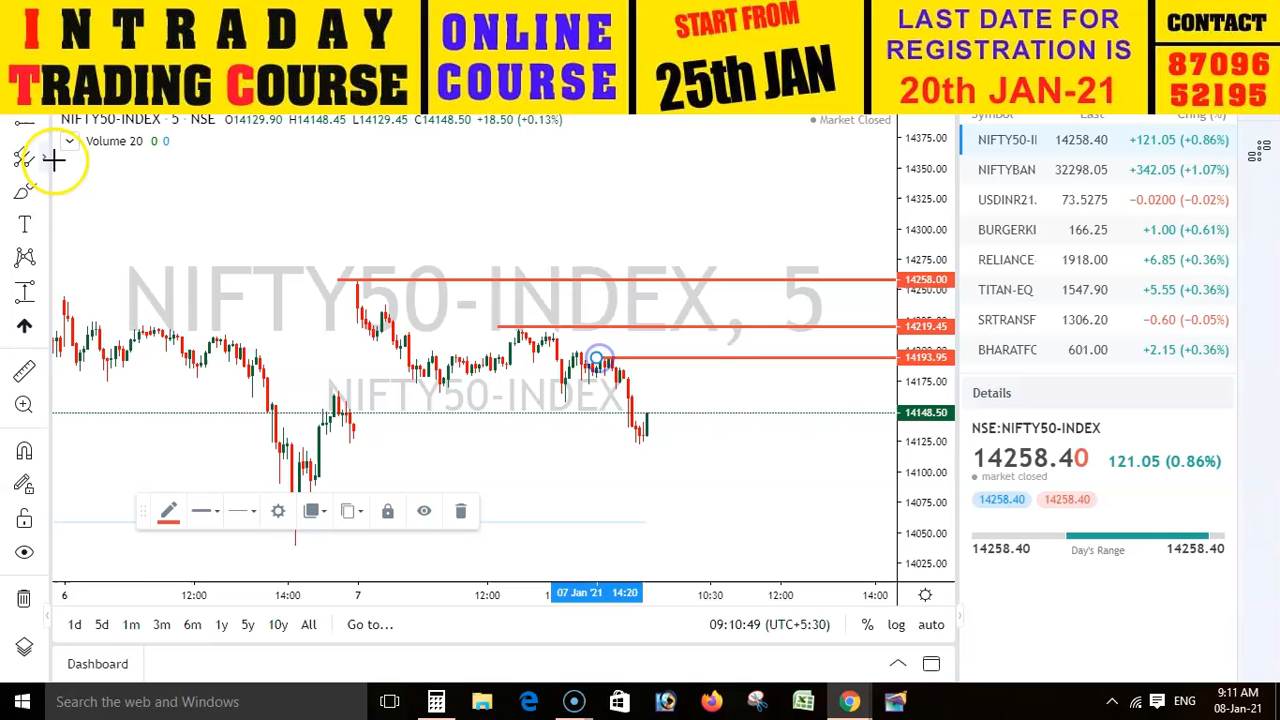 INTRADAY
TRADING COURSE
ONLINE
COURSE
START FROM
25th JAN
LAST DATE FOR
REGISTRATION IS
20th JAN-21
CONTACT
87096
52195
NIFTY50-INDEX · 5 · NSE O14129.90 H14148.45 L14129.45 C14148.50 +18.50 (+0.13%)
Market Closed
Volume 20 0 0
NIFTY50-INDEX, 5
NIFTY50-INDEX
14375.00
14350.00
14325.00
14300.00
14275.00
14258.00
14250.00
14219.45
14193.95
14175.00
14148.50
14125.00
14100.00
14075.00
14050.00
14025.00
6 12:00 14:00 7 12:00 07 Jan '21 14:20 10:30 12:00 14:00
1d 5d 1m 3m 6m 1y 5y 10y All Go to... 09:10:49 (UTC+5:30) % log auto
Dashboard
Symbol Last Chng (%)
NIFTY50-II 14258.40 +121.05 (+0.86%)
NIFTYBAN 32298.05 +342.05 (+1.07%)
USDINR21. 73.5275 −0.0200 (−0.02%)
BURGERKI 166.25 +1.00 (+0.61%)
RELIANCE- 1918.00 +6.85 (+0.36%)
TITAN-EQ 1547.90 +5.55 (+0.36%)
SRTRANSF 1306.20 −0.60 (−0.05%)
BHARATFC 601.00 +2.15 (+0.36%)
Details
NSE:NIFTY50-INDEX
14258.40 121.05 (0.86%)
market closed
14258.40 14258.40
14258.40 Day's Range 14258.40
Search the web and Windows
ENG
9:11 AM
08-Jan-21